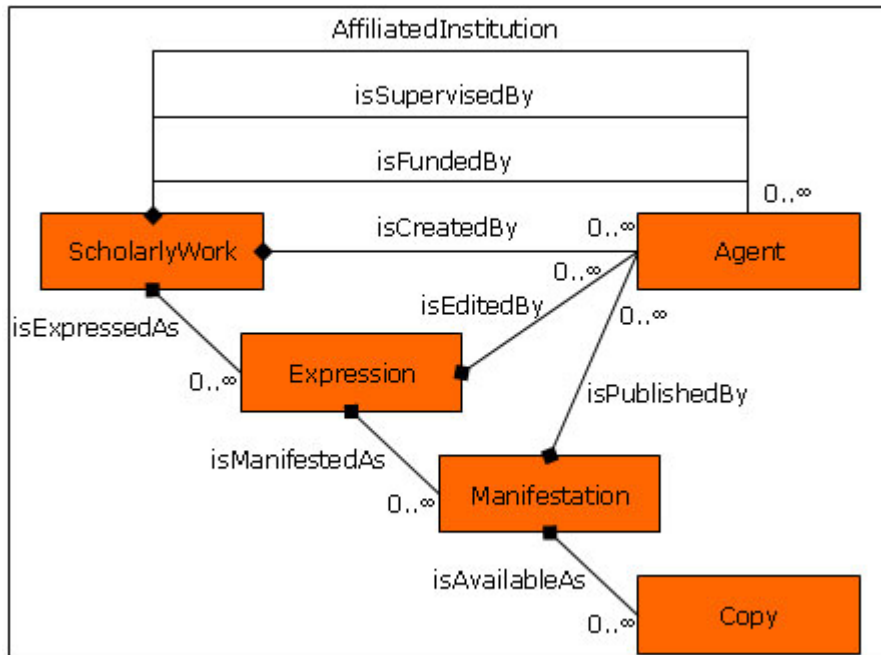 AffiliatedInstitution
isSupervisedBy
isFundedBy
0..∞
isCreatedBy
0..∞
ScholarlyWork
Agent
0..∞
isEditedBy
0..∞
isExpressedAs
0..∞
Expression
isPublishedBy
isManifestedAs
0..∞
Manifestation
isAvailableAs
0..∞
Copy